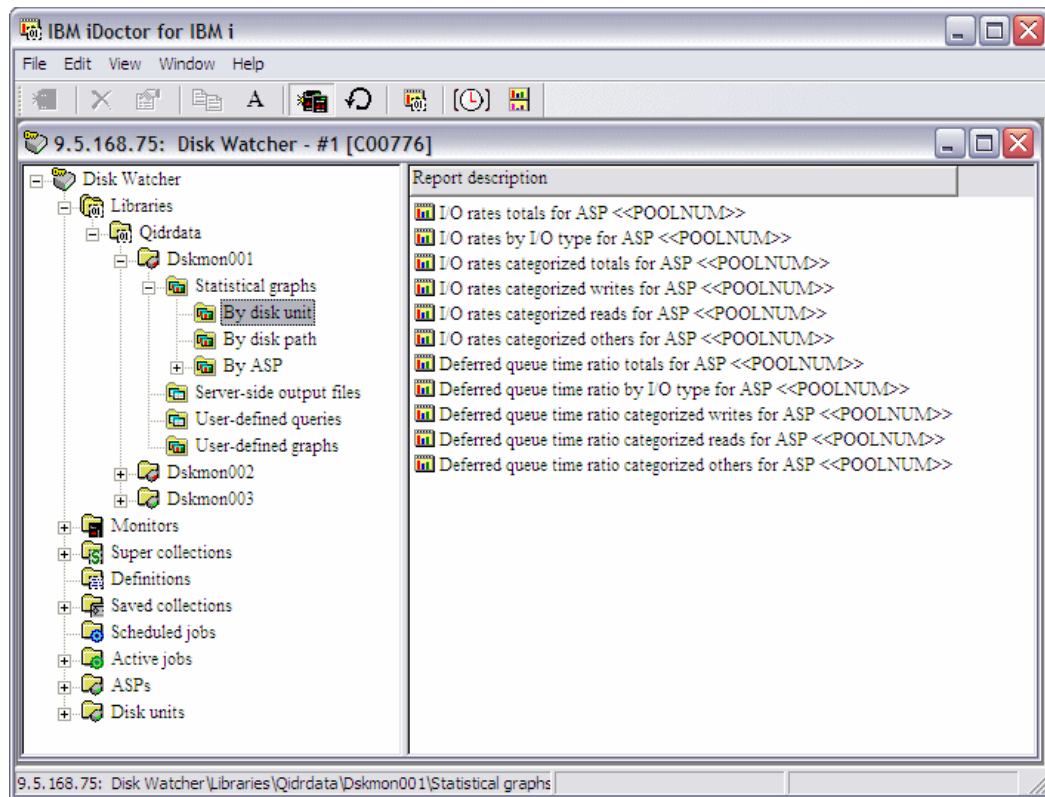 IBM iDoctor for IBM i
File Edit View Window Help
A
9.5.168.75: Disk Watcher - #1 [C00776]
Disk Watcher
Libraries
Qidrdata
Dskmon001
Statistical graphs
By disk unit
By disk path
By ASP
Server-side output files
User-defined queries
User-defined graphs
Dskmon002
Dskmon003
Monitors
Super collections
Definitions
Saved collections
Scheduled jobs
Active jobs
ASPs
Disk units
Report description
I/O rates totals for ASP <<POOLNUM>>
I/O rates by I/O type for ASP <<POOLNUM>>
I/O rates categorized totals for ASP <<POOLNUM>>
I/O rates categorized writes for ASP <<POOLNUM>>
I/O rates categorized reads for ASP <<POOLNUM>>
I/O rates categorized others for ASP <<POOLNUM>>
Deferred queue time ratio totals for ASP <<POOLNUM>>
Deferred queue time ratio by I/O type for ASP <<POOLNUM>>
Deferred queue time ratio categorized writes for ASP <<POOLNUM>>
Deferred queue time ratio categorized reads for ASP <<POOLNUM>>
Deferred queue time ratio categorized others for ASP <<POOLNUM>>
9.5.168.75: Disk Watcher\Libraries\Qidrdata\Dskmon001\Statistical graphs